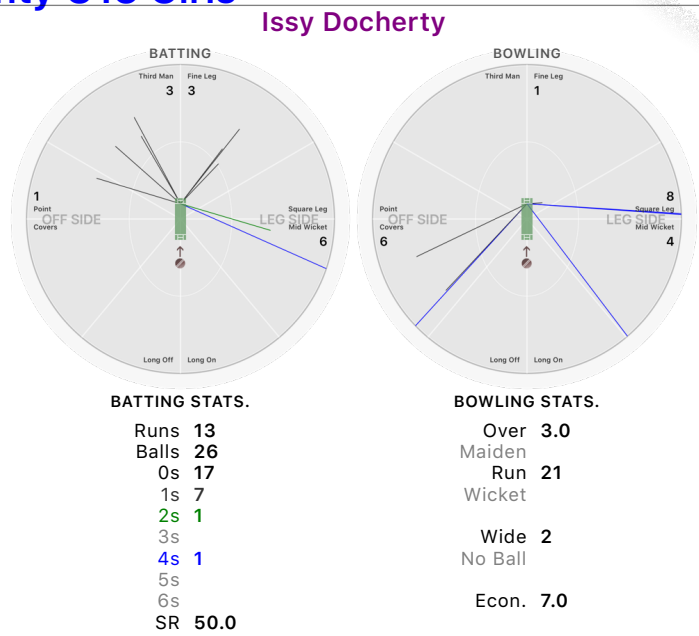 Issy Docherty
BATTING
Third Man Fine Leg
3 3
1
Point
OFF SIDE
Covers
Square Leg
LEG SIDE
Mid Wicket
6
Long Off Long On
BOWLING
Third Man Fine Leg
1
Point
OFF SIDE
Covers
6
8
Square Leg
LEG SIDE
Mid Wicket
4
Long Off Long On
BATTING STATS.
Runs 13
Balls 26
0s 17
1s 7
2s 1
3s
4s 1
5s
6s
SR 50.0
BOWLING STATS.
Over 3.0
Maiden
Run 21
Wicket
Wide 2
No Ball
Econ. 7.0